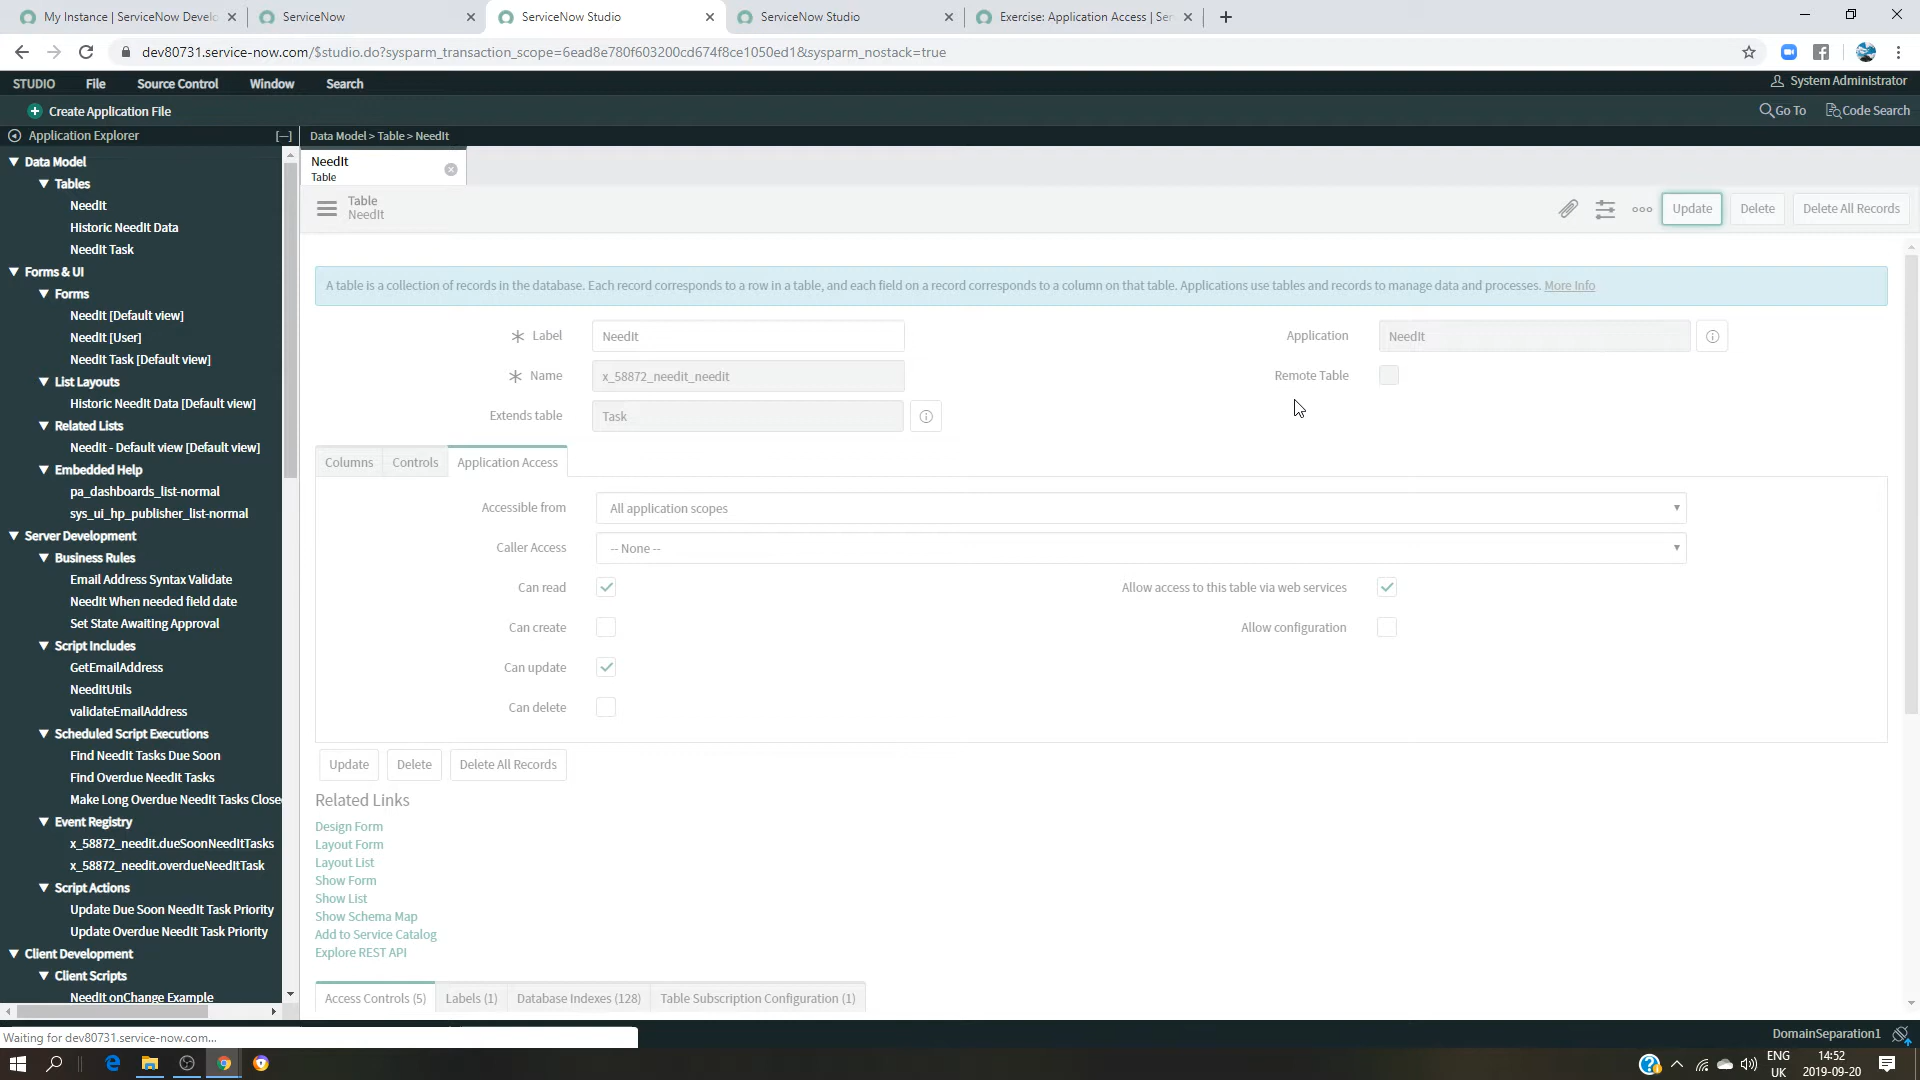 My Instance | ServiceNow Develo
ServiceNow
ServiceNow Studio
ServiceNow Studio
Exercise: Application Access | Ser
dev80731.service-now.com/$studio.do?sysparm_transaction_scope=6ead8e780f603200cd674f8ce1050ed1&sysparm_nostack=true
STUDIO File Source Control Window Search
System Administrator
Create Application File
Go To
Code Search
Application Explorer
[—]
Data Model > Table > NeedIt
Data Model
Tables
NeedIt
Historic NeedIt Data
NeedIt Task
Forms & UI
Forms
NeedIt [Default view]
NeedIt [User]
NeedIt Task [Default view]
List Layouts
Historic NeedIt Data [Default view]
Related Lists
NeedIt - Default view [Default view]
Embedded Help
pa_dashboards_list-normal
sys_ui_hp_publisher_list-normal
Server Development
Business Rules
Email Address Syntax Validate
NeedIt When needed field date
Set State Awaiting Approval
Script Includes
GetEmailAddress
NeedItUtils
validateEmailAddress
Scheduled Script Executions
Find NeedIt Tasks Due Soon
Find Overdue NeedIt Tasks
Make Long Overdue NeedIt Tasks Close
Event Registry
x_58872_needit.dueSoonNeedItTasks
x_58872_needit.overdueNeedItTask
Script Actions
Update Due Soon NeedIt Task Priority
Update Overdue NeedIt Task Priority
Client Development
Client Scripts
NeedIt onChange Example
NeedIt
Table
Table
NeedIt
Update
Delete
Delete All Records
A table is a collection of records in the database. Each record corresponds to a row in a table, and each field on a record corresponds to a column on that table. Applications use tables and records to manage data and processes. More Info
Label NeedIt
Application NeedIt
Name x_58872_needit_needit
Remote Table
Extends table Task
Columns Controls Application Access
Accessible from All application scopes
Caller Access -- None --
Can read
Allow access to this table via web services
Can create
Allow configuration
Can update
Can delete
Update Delete Delete All Records
Related Links
Design Form
Layout Form
Layout List
Show Form
Show List
Show Schema Map
Add to Service Catalog
Explore REST API
Access Controls (5) Labels (1) Database Indexes (128) Table Subscription Configuration (1)
Waiting for dev80731.service-now.com...
DomainSeparation1
ENG
UK
14:52
2019-09-20